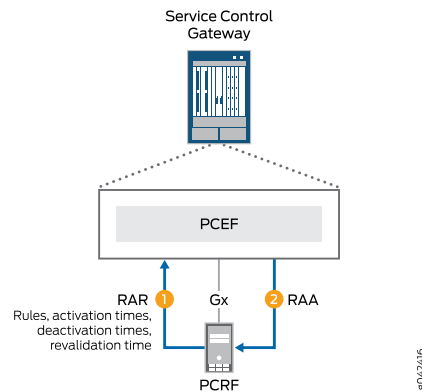 Service Control
Gateway
PCEF
RAR
1
Gx
2
RAA
Rules, activation times,
deactivation times,
revalidation time
PCRF
g042416